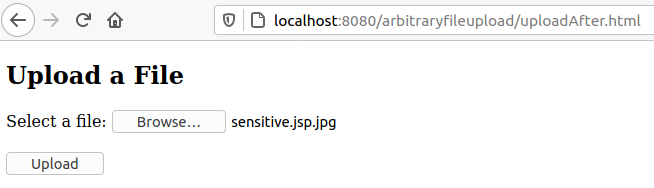 localhost:8080/arbitraryfileupload/uploadAfter.html
Upload a File
Select a file: Browse... sensitive.jsp.jpg
Upload